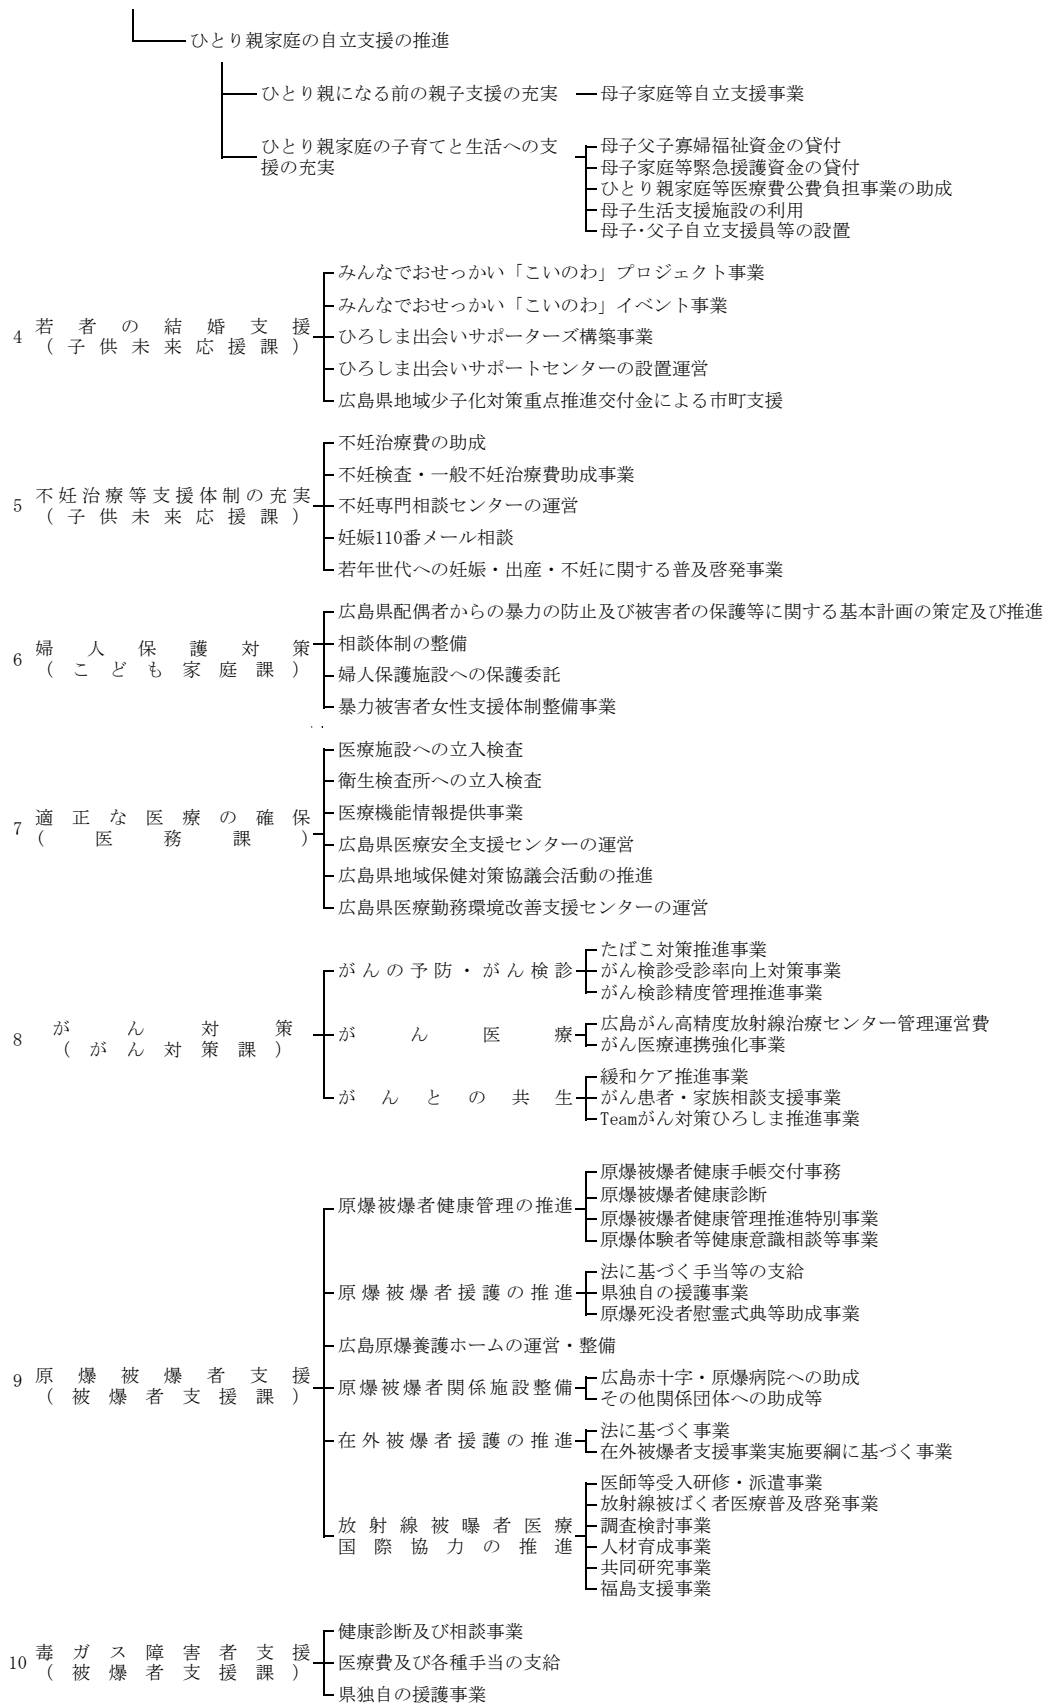 ひとり親家庭の自立支援の推進
ひとり親になる前の親子支援の充実
母子家庭等自立支援事業
ひとり親家庭の子育てと生活への支
援の充実
母子父子寡婦福祉資金の貸付
母子家庭等緊急援護資金の貸付
ひとり親家庭等医療費公費負担事業の助成
母子生活支援施設の利用
母子・父子自立支援員等の設置
4 若者の結婚支援
(子供未来応援課)
みんなでおせっかい「こいのわ」プロジェクト事業
みんなでおせっかい「こいのわ」イベント事業
ひろしま出会いサポーターズ構築事業
ひろしま出会いサポートセンターの設置運営
広島県地域少子化対策重点推進交付金による市町支援
5 不妊治療等支援体制の充実
(子供未来応援課)
不妊治療費の助成
不妊検査・一般不妊治療費助成事業
不妊専門相談センターの運営
妊娠110番メール相談
若年世代への妊娠・出産・不妊に関する普及啓発事業
6 婦人保護対策
(こども家庭課)
広島県配偶者からの暴力の防止及び被害者の保護等に関する基本計画の策定及び推進
相談体制の整備
婦人保護施設への保護委託
暴力被害者女性支援体制整備事業
7 適正な医療の確保
(医務課)
医療施設への立入検査
衛生検査所への立入検査
医療機能情報提供事業
広島県医療安全支援センターの運営
広島県地域保健対策協議会活動の推進
広島県医療勤務環境改善支援センターの運営
8 がん対策
(がん対策課)
がんの予防・がん検診
たばこ対策推進事業
がん検診受診率向上対策事業
がん検診精度管理推進事業
がん医療
広島がん高精度放射線治療センター管理運営費
がん医療連携強化事業
がんとの共生
緩和ケア推進事業
がん患者・家族相談支援事業
Teamがん対策ひろしま推進事業
9 原爆被爆者支援
(被爆者支援課)
原爆被爆者健康管理の推進
原爆被爆者健康手帳交付事務
原爆被爆者健康診断
原爆被爆者健康管理推進特別事業
原爆体験者等健康意識相談等事業
原爆被爆者援護の推進
法に基づく手当等の支給
県独自の援護事業
原爆死没者慰霊式典等助成事業
広島原爆養護ホームの運営・整備
原爆被爆者関係施設整備
広島赤十字・原爆病院への助成
その他関係団体への助成等
在外被爆者援護の推進
法に基づく事業
在外被爆者支援事業実施要綱に基づく事業
放射線被曝者医療
国際協力の推進
医師等受入研修・派遣事業
放射線被ばく者医療普及啓発事業
調査検討事業
人材育成事業
共同研究事業
福島支援事業
10 毒ガス障害者支援
(被爆者支援課)
健康診断及び相談事業
医療費及び各種手当の支給
県独自の援護事業